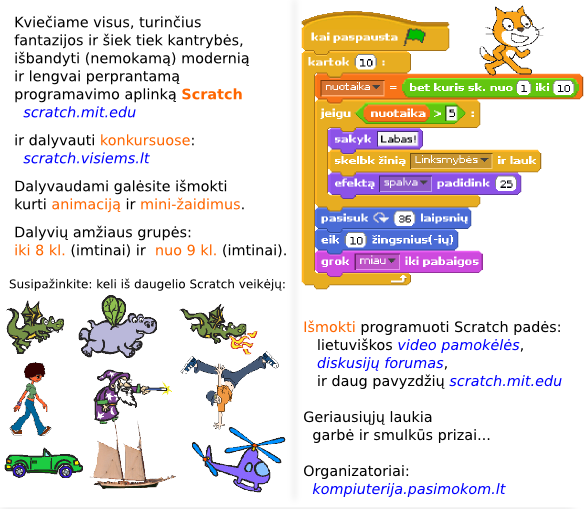 Kviečiame visus, turinčius
fantazijos ir šiek tiek kantrybės,
išbandyti (nemokamą) modernią
ir lengvai perprantamą
programavimo aplinką Scratch
scratch.mit.edu
ir dalyvauti konkursuose:
scratch.visiems.lt
Dalyvaudami galėsite išmokti
kurti animaciją ir mini-žaidimus.
Dalyvių amžiaus grupės:
iki 8 kl. (imtinai) ir nuo 9 kl. (imtinai).
Susipažinkite: keli iš daugelio Scratch veikėjų:
kai paspausta
kartok 10 :
nuotaika = bet kuris sk. nuo 1 iki 10
jeigu nuotaika > 5 :
sakyk Labas!
skelbk žinią Linksmybės ir lauk
efektą spalva padidink 25
pasisuk 36 laipsnių
eik 10 žingsnius(-ių)
grok miau iki pabaigos
Išmokti programuoti Scratch padės:
lietuviškos video pamokėlės,
diskusijų forumas,
ir daug pavyzdžių scratch.mit.edu
Geriausiųjų laukia
garbė ir smulkūs prizai...
Organizatoriai:
kompiuterija.pasimokom.lt